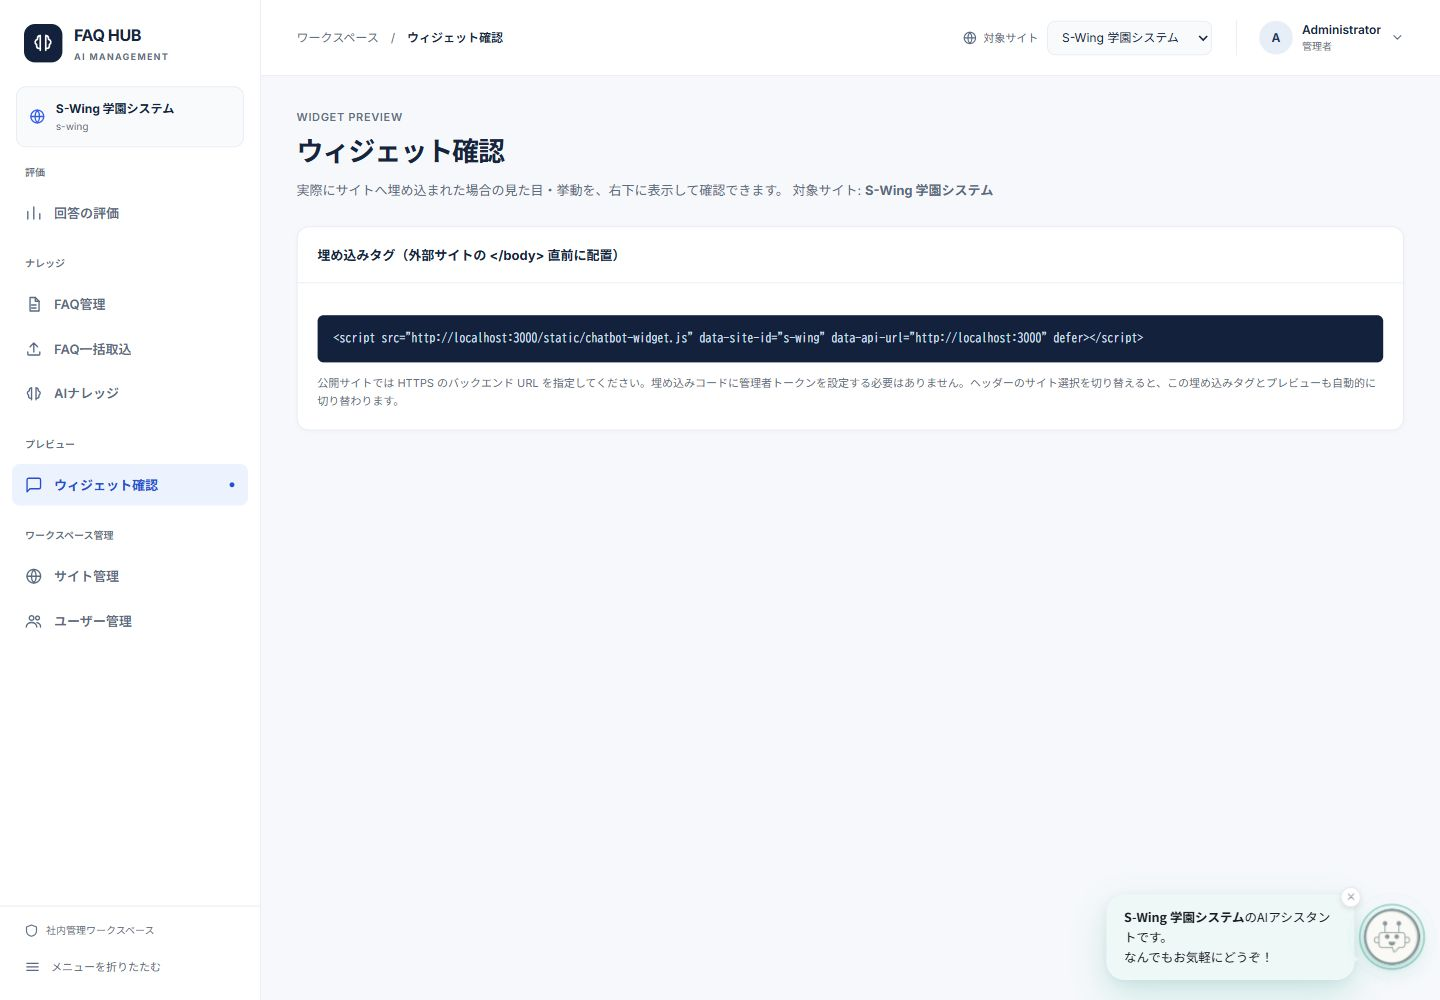 FAQ HUB
AI MANAGEMENT
S-Wing 学園システム
s-wing
評価
回答の評価
ナレッジ
FAQ管理
FAQ一括取込
AIナレッジ
プレビュー
ウィジェット確認
ワークスペース管理
サイト管理
ユーザー管理
社内管理ワークスペース
メニューを折りたたむ
ワークスペース / ウィジェット確認
対象サイト
S-Wing 学園システム
A
Administrator
管理者
WIDGET PREVIEW
ウィジェット確認
実際にサイトへ埋め込まれた場合の見た目・挙動を、右下に表示して確認できます。 対象サイト: S-Wing 学園システム
埋め込みタグ（外部サイトの </body> 直前に配置）
<script src="http://localhost:3000/static/chatbot-widget.js" data-site-id="s-wing" data-api-url="http://localhost:3000" defer></script>
公開サイトでは HTTPS のバックエンド URL を指定してください。埋め込みコードに管理者トークンを設定する必要はありません。ヘッダーのサイト選択を切り替えると、この埋め込みタグとプレビューも自動的に
切り替わります。
S-Wing 学園システムのAIアシスタン
トです。
なんでもお気軽にどうぞ！